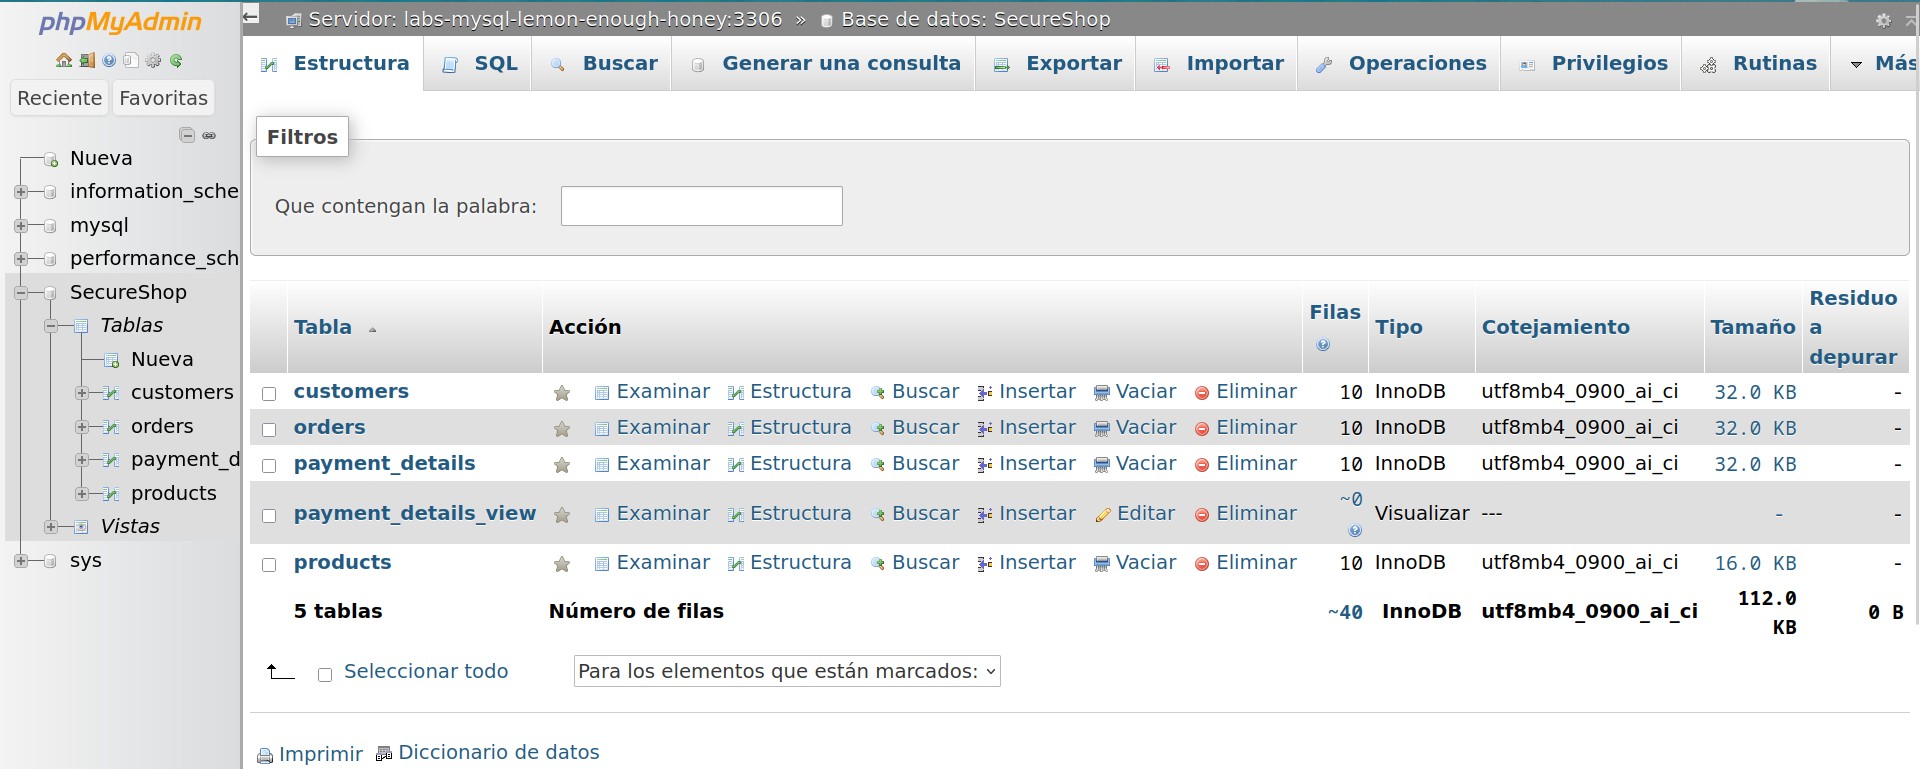 phpMyAdmin
Reciente Favoritas
Nueva
information_sche
mysql
performance_sch
SecureShop
Tablas
Nueva
customers
orders
payment_d
products
Vistas
sys
Servidor: labs-mysql-lemon-enough-honey:3306 » Base de datos: SecureShop
Estructura SQL Buscar Generar una consulta Exportar Importar Operaciones Privilegios Rutinas Más
Filtros
Que contengan la palabra:
Tabla Acción Filas Tipo Cotejamiento Tamaño Residuo a depurar
customers Examinar Estructura Buscar Insertar Vaciar Eliminar 10 InnoDB utf8mb4_0900_ai_ci 32.0 KB -
orders Examinar Estructura Buscar Insertar Vaciar Eliminar 10 InnoDB utf8mb4_0900_ai_ci 32.0 KB -
payment_details Examinar Estructura Buscar Insertar Vaciar Eliminar 10 InnoDB utf8mb4_0900_ai_ci 32.0 KB -
payment_details_view Examinar Estructura Buscar Insertar Editar Eliminar ~0 Visualizar --- - -
products Examinar Estructura Buscar Insertar Vaciar Eliminar 10 InnoDB utf8mb4_0900_ai_ci 16.0 KB -
5 tablas Número de filas ~40 InnoDB utf8mb4_0900_ai_ci 112.0 KB 0 B
Seleccionar todo Para los elementos que están marcados:
Imprimir Diccionario de datos